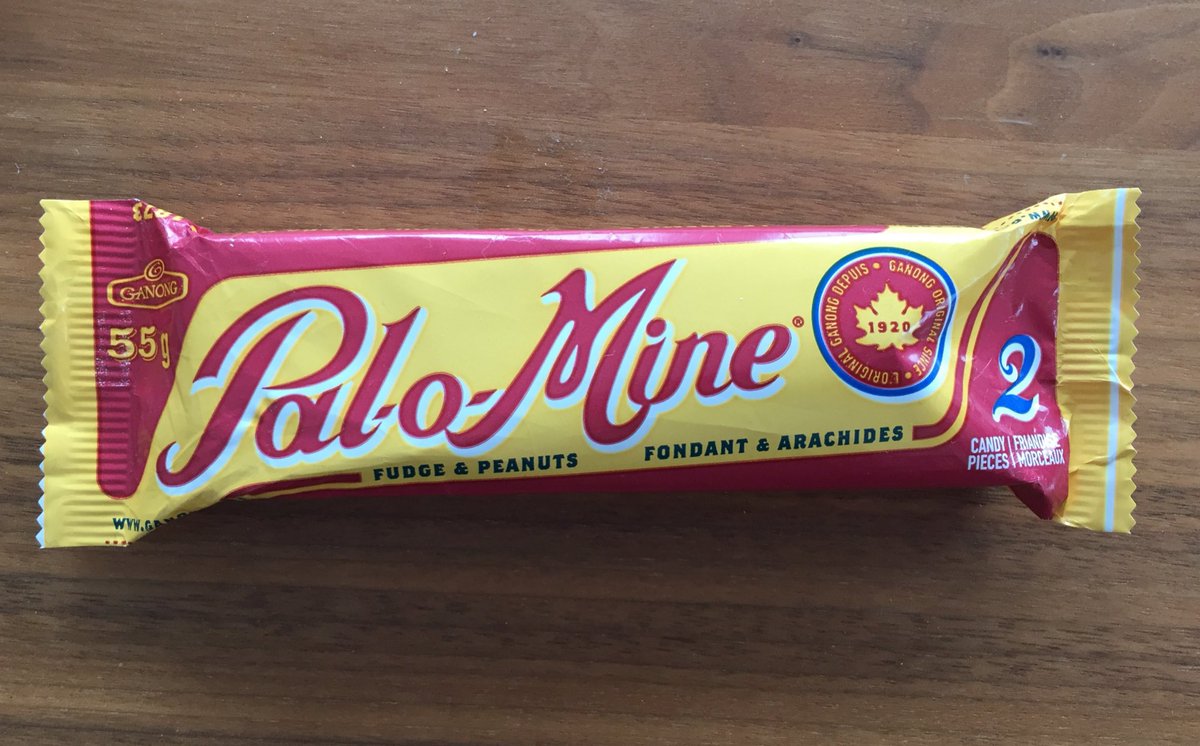 GANONG
55g
Pal-o-Mine®
FUDGE & PEANUTS
FONDANT & ARACHIDES
GANONG ORIGINAL SINCE • L'ORIGINAL GANONG DEPUIS •
1920
2
CANDY PIECES
FRIANDISE MORCEAUX